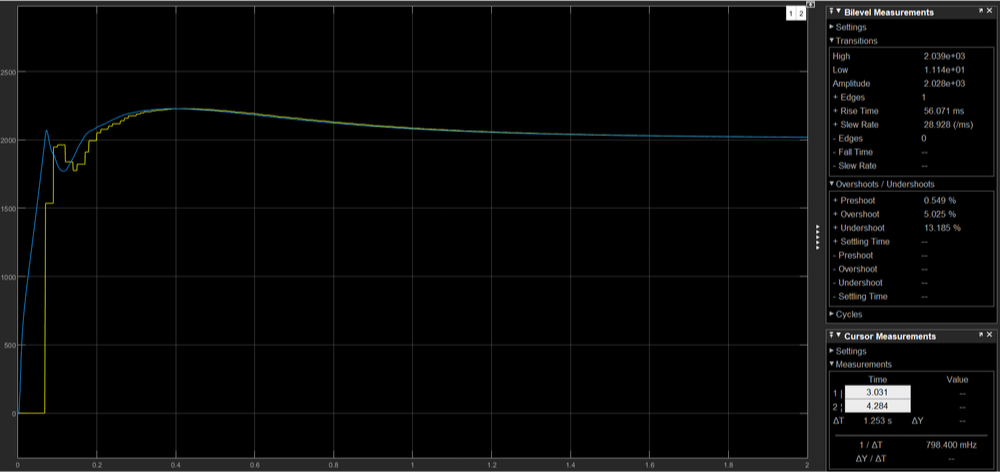 1 2
2500
2000
1500
1000
500
0
0 0.2 0.4 0.6 0.8 1 1.2 1.4 1.6 1.8 2
Bilevel Measurements
Settings
Transitions
High 2.039e+03
Low 1.114e+01
Amplitude 2.028e+03
+ Edges 1
+ Rise Time 56.071 ms
+ Slew Rate 28.928 (/ms)
- Edges 0
- Fall Time --
- Slew Rate --
Overshoots / Undershoots
+ Preshoot 0.549 %
+ Overshoot 5.025 %
+ Undershoot 13.185 %
+ Settling Time --
- Preshoot --
- Overshoot --
- Undershoot --
- Settling Time --
Cycles
Cursor Measurements
Settings
Measurements
Time Value
1 | 3.031 --
2 ¦ 4.284 --
ΔT 1.253 s ΔY --
1 / ΔT 798.400 mHz
ΔY / ΔT --